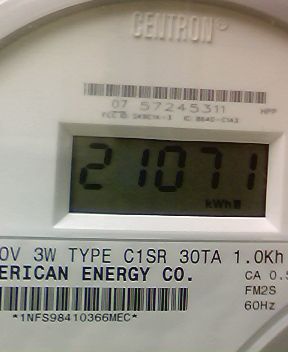 CENTRON
07 57245311 HPP
21071
kWh
0V 3W TYPE C1SR 30TA 1.0Kh
ERICAN ENERGY CO. CA 0.5
FM2S
*1NFS98410366MEC* 60Hz